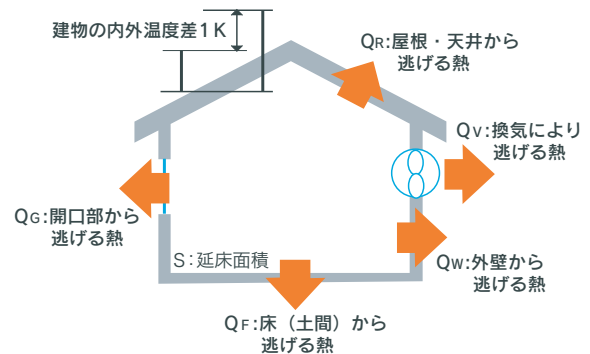 建物の内外温度差1K
QR:屋根・天井から
逃げる熱
QV:換気により
逃げる熱
QG:開口部から
逃げる熱
S:延床面積
QW:外壁から
逃げる熱
QF:床（土間）から
逃げる熱